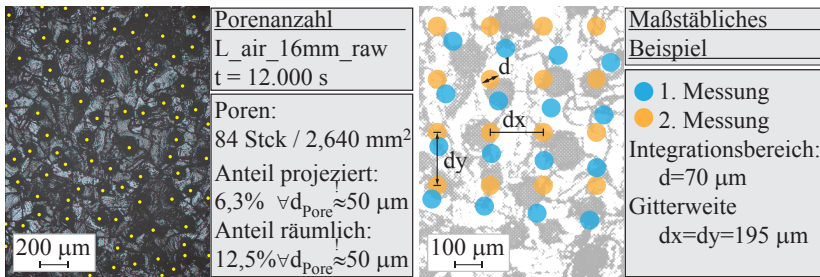 Porenanzahl
L_air_16mm_raw
t = 12.000 s
Poren:
84 Stck / 2,640 mm²
Anteil projeziert:
6,3% ∀d_Pore ≈! 50 μm
Anteil räumlich:
12,5%∀d_Pore ≈! 50 μm
200 μm
d
dx
dy
100 μm
Maßstäbliches
Beispiel
1. Messung
2. Messung
Integrationsbereich:
d=70 μm
Gitterweite
dx=dy=195 μm